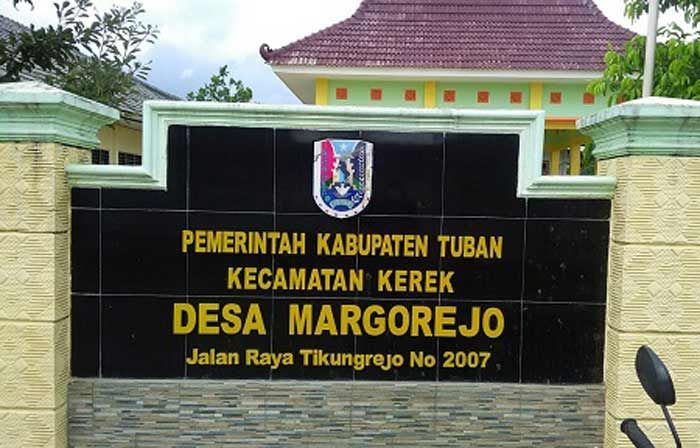 PEMERINTAH KABUPATEN TUBAN
KECAMATAN KEREK
DESA MARGOREJO
Jalan Raya Tikungrejo No 2007